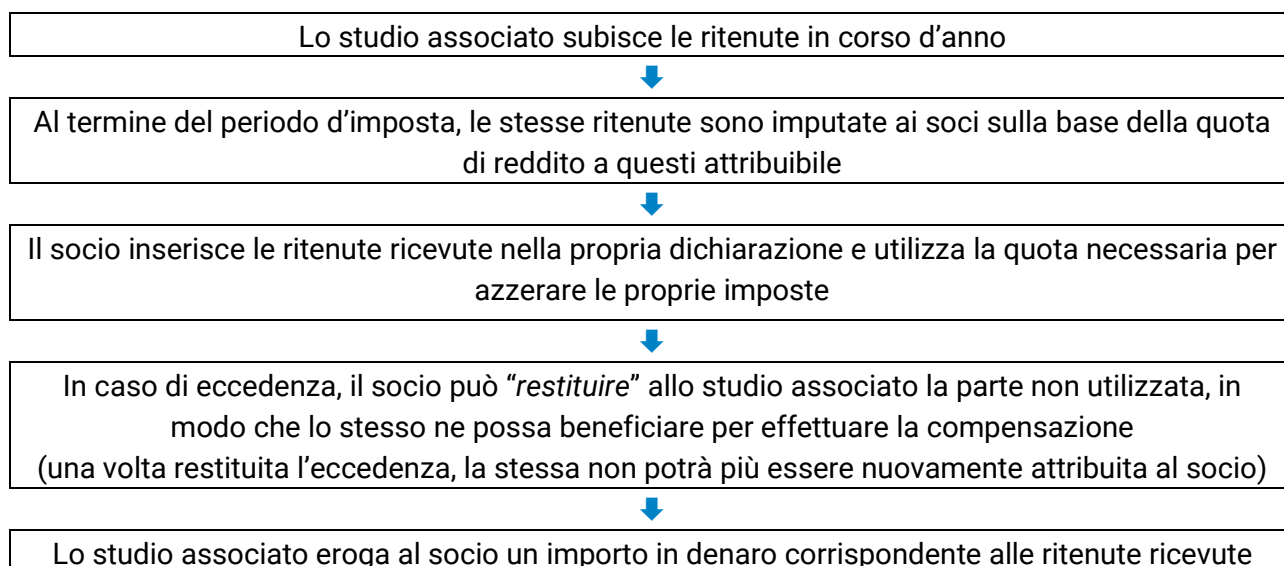 Lo studio associato subisce le ritenute in corso d’anno
Al termine del periodo d’imposta, le stesse ritenute sono imputate ai soci sulla base della quota
di reddito a questi attribuibile
Il socio inserisce le ritenute ricevute nella propria dichiarazione e utilizza la quota necessaria per
azzerare le proprie imposte
In caso di eccedenza, il socio può “restituire” allo studio associato la parte non utilizzata, in
modo che lo stesso ne possa beneficiare per effettuare la compensazione
(una volta restituita l’eccedenza, la stessa non potrà più essere nuovamente attribuita al socio)
Lo studio associato eroga al socio un importo in denaro corrispondente alle ritenute ricevute